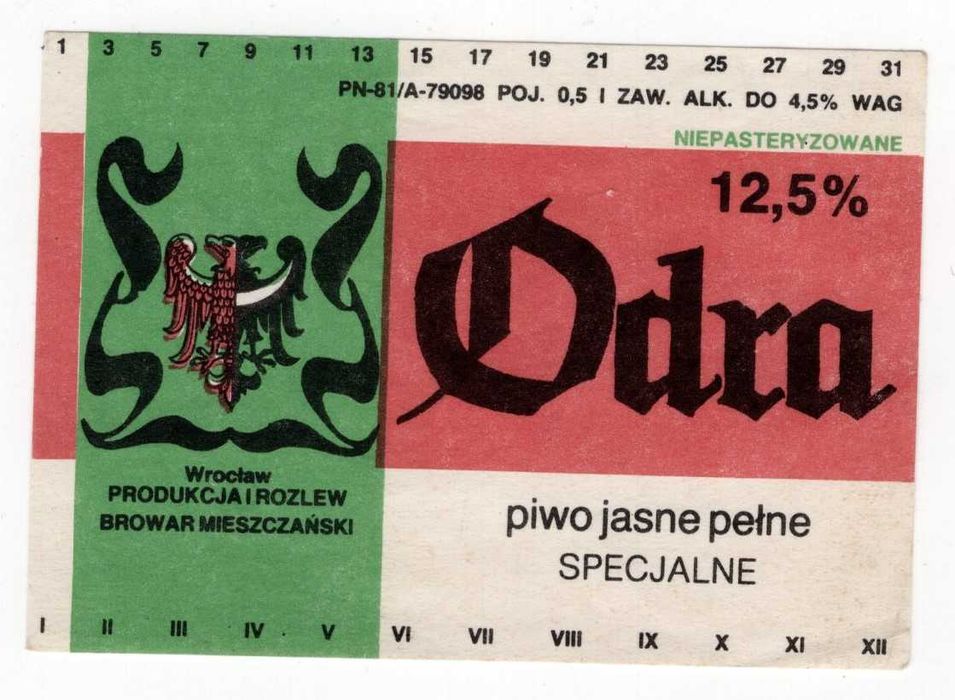 1 3 5 7 9 11 13 15 17 19 21 23 25 27 29 31
PN-81/A-79098 POJ. 0,5 l ZAW. ALK. DO 4,5% WAG
NIEPASTERYZOWANE
12,5%
Odra
Wrocław
PRODUKCJA I ROZLEW
BROWAR MIESZCZAŃSKI
piwo jasne pełne
SPECJALNE
I II III IV V VI VII VIII IX X XI XII